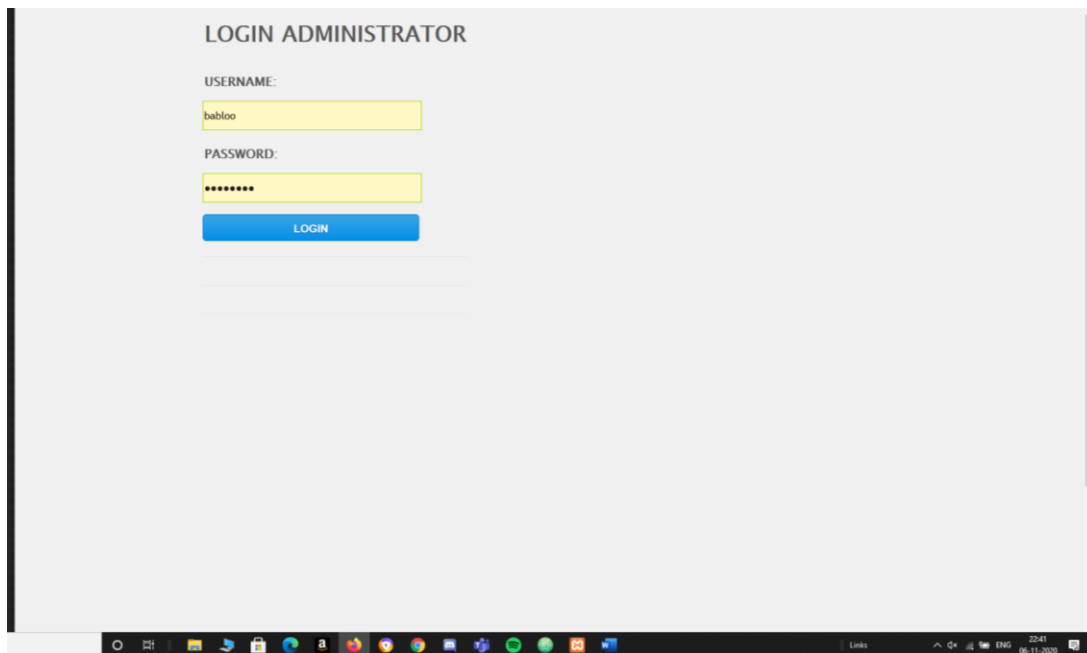 LOGIN ADMINISTRATOR
USERNAME:
babloo
PASSWORD:
••••••••
LOGIN
Links
ENG
22:41
06-11-2020